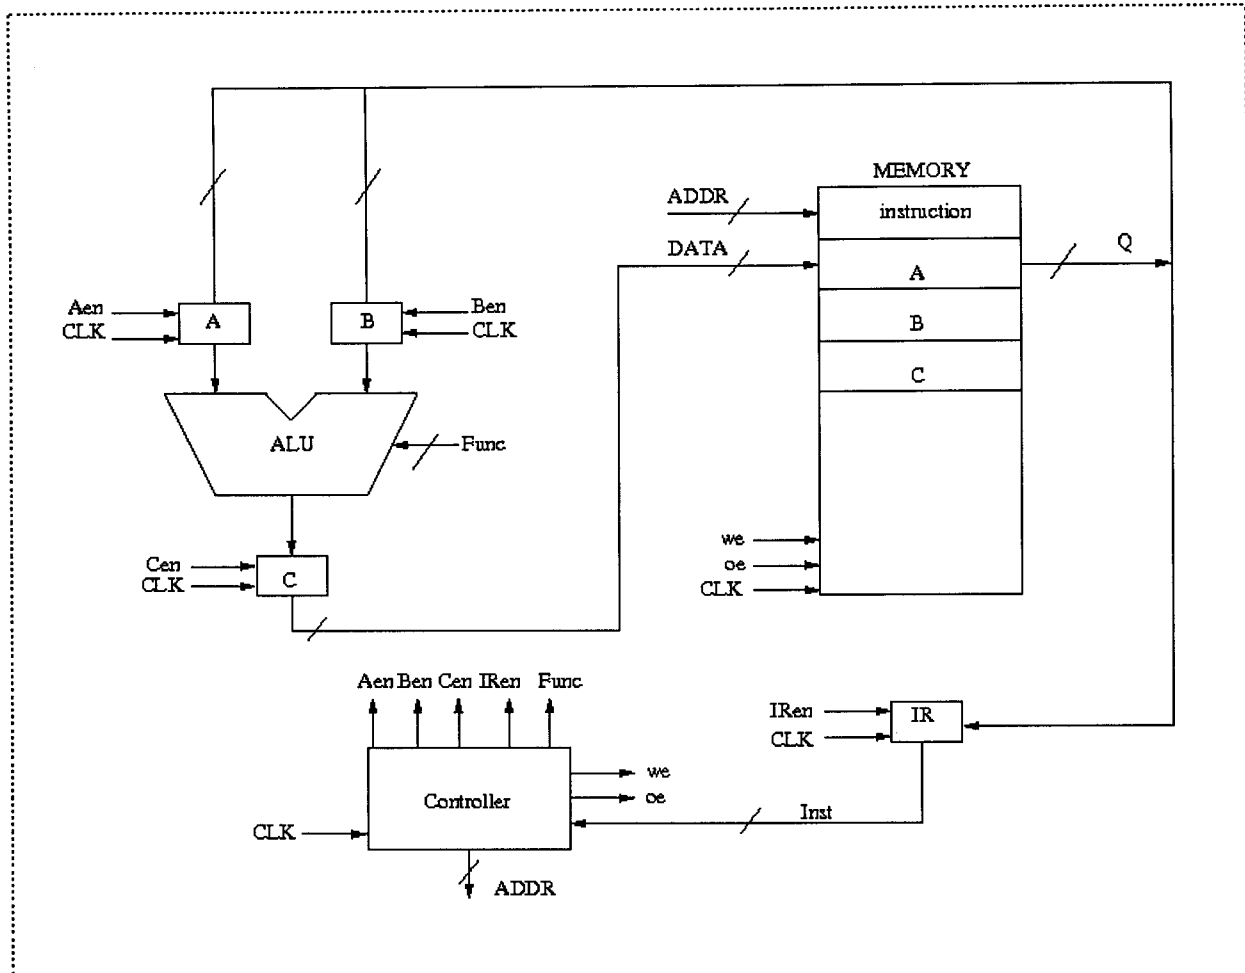 MEMORY
ADDR
instruction
DATA
Q
A
Aen
CLK
A
B
Ben
CLK
B
C
ALU
Func
we
oe
CLK
Cen
CLK
C
Aen Ben Cen IRen Func
IRen
CLK
IR
we
oe
Controller
Inst
CLK
ADDR